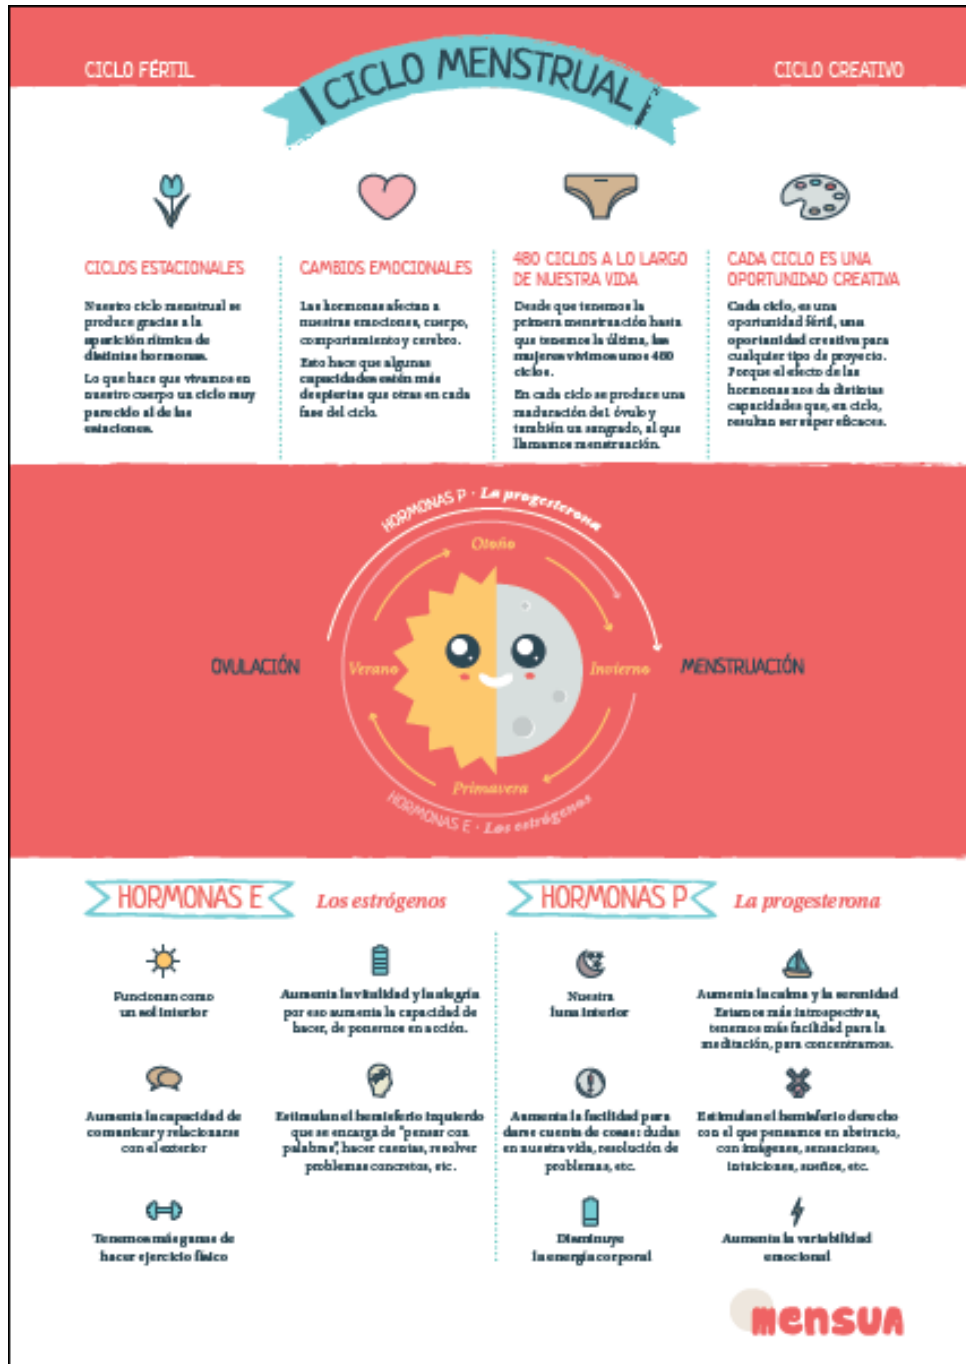 CICLO FÉRTIL
CICLO MENSTRUAL
CICLO CREATIVO
CICLOS ESTACIONALES
Nuestro ciclo menstrual se
produce gracias a la
aparición rítmica de
distintas hormonas.
Lo que hace que vivamos en
nuestro cuerpo un ciclo muy
parecido al de las
estaciones.
CAMBIOS EMOCIONALES
Las hormonas afectan a
nuestras emociones, cuerpo,
comportamiento y cerebro.
Esto hace que algunas
capacidades estén más
despiertas que otras en cada
fase del ciclo.
480 CICLOS A LO LARGO
DE NUESTRA VIDA
Desde que tenemos la
primera menstruación hasta
que tenemos la última, las
mujeres vivimos unos 480
ciclos.
En cada ciclo se produce una
maduración del óvulo y
también un sangrado, al que
llamamos menstruación.
CADA CICLO ES UNA
OPORTUNIDAD CREATIVA
Cada ciclo, es una
oportunidad fértil, una
oportunidad creativa para
cualquier tipo de proyecto.
Porque el efecto de las
hormonas nos da distintas
capacidades que, en ciclo,
resultan ser súper eficaces.
HORMONAS P · La progesterona
Otoño
OVULACIÓN
Verano
Invierno
MENSTRUACIÓN
Primavera
HORMONAS E · Los estrógenos
HORMONAS E
Los estrógenos
Funcionan como
un sol interior
Aumenta la vitalidad y la alegría
por eso aumenta la capacidad de
hacer, de ponernos en acción.
Aumenta la capacidad de
comunicar y relacionarse
con el exterior
Estimulan el hemisferio izquierdo
que se encarga de "pensar con
palabras", hacer cuentas, resolver
problemas concretos, etc.
Tenemos más ganas de
hacer ejercicio físico
HORMONAS P
La progesterona
Nuestra
luna interior
Aumenta la calma y la serenidad
Estamos más introspectivas,
tenemos más facilidad para la
meditación, para concentrarnos.
Aumenta la facilidad para
darse cuenta de cosas: dudas
en nuestra vida, resolución de
problemas, etc.
Estimulan el hemisferio derecho
con el que pensamos en abstracto,
con imágenes, sensaciones,
intuiciones, sueños, etc.
Disminuye
la energía corporal
Aumenta la variabilidad
emocional
mensua